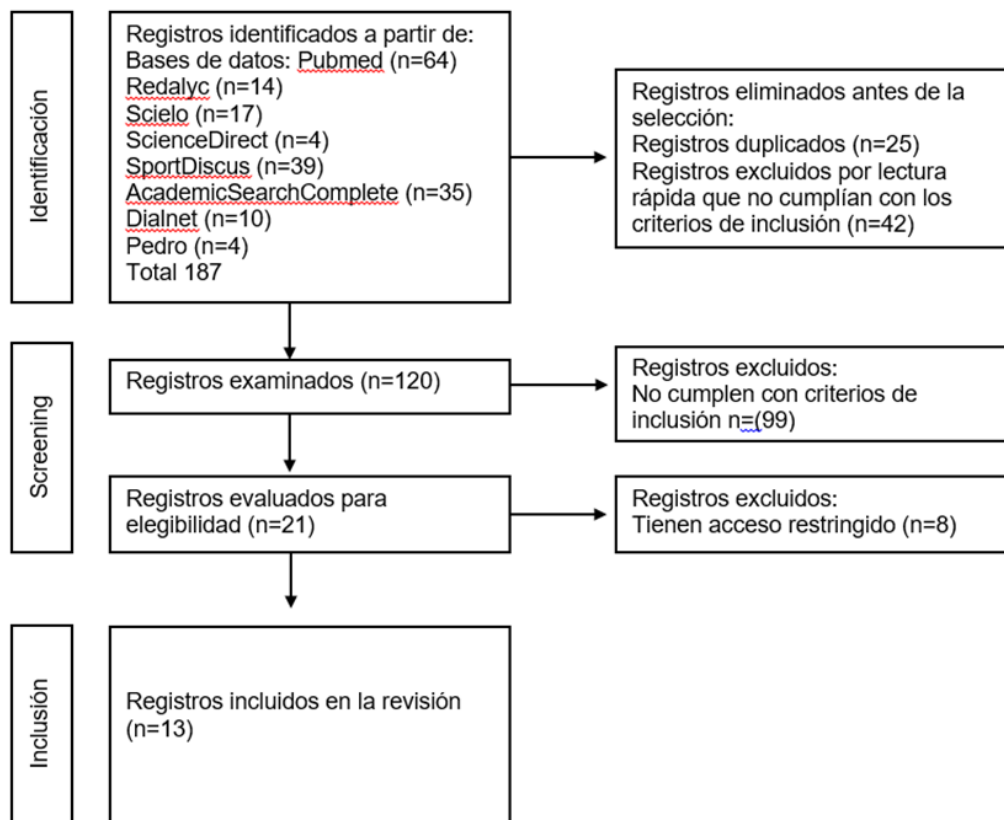 Identificación
Registros identificados a partir de:
Bases de datos: Pubmed (n=64)
Redalyc (n=14)
Scielo (n=17)
ScienceDirect (n=4)
SportDiscus (n=39)
AcademicSearchComplete (n=35)
Dialnet (n=10)
Pedro (n=4)
Total 187
Registros eliminados antes de la
selección:
Registros duplicados (n=25)
Registros excluidos por lectura
rápida que no cumplían con los
criterios de inclusión (n=42)
Screening
Registros examinados (n=120)
Registros excluidos:
No cumplen con criterios de
inclusión n=(99)
Registros evaluados para
elegibilidad (n=21)
Registros excluidos:
Tienen acceso restringido (n=8)
Inclusión
Registros incluidos en la revisión
(n=13)